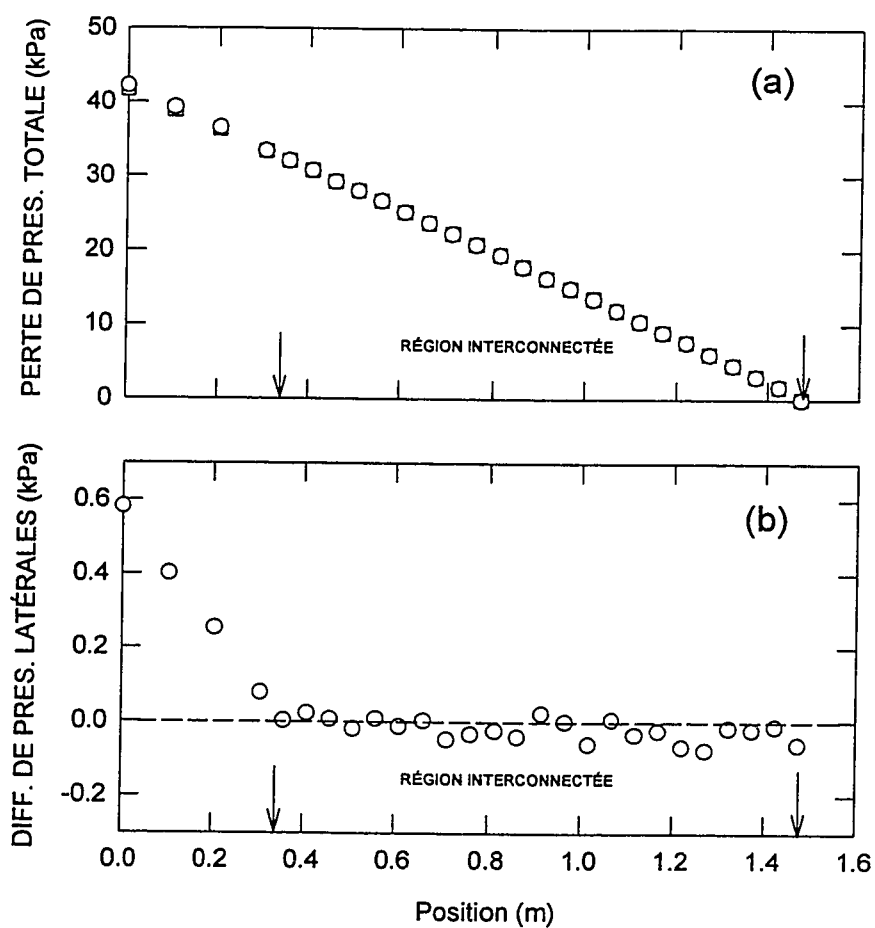 PERTE DE PRES. TOTALE (kPa)
50
40
30
20
10
0
(a)
RÉGION INTERCONNECTÉE
DIFF. DE PRES. LATÉRALES (kPa)
0.6
0.4
0.2
0.0
-0.2
(b)
RÉGION INTERCONNECTÉE
0.0 0.2 0.4 0.6 0.8 1.0 1.2 1.4 1.6
Position (m)